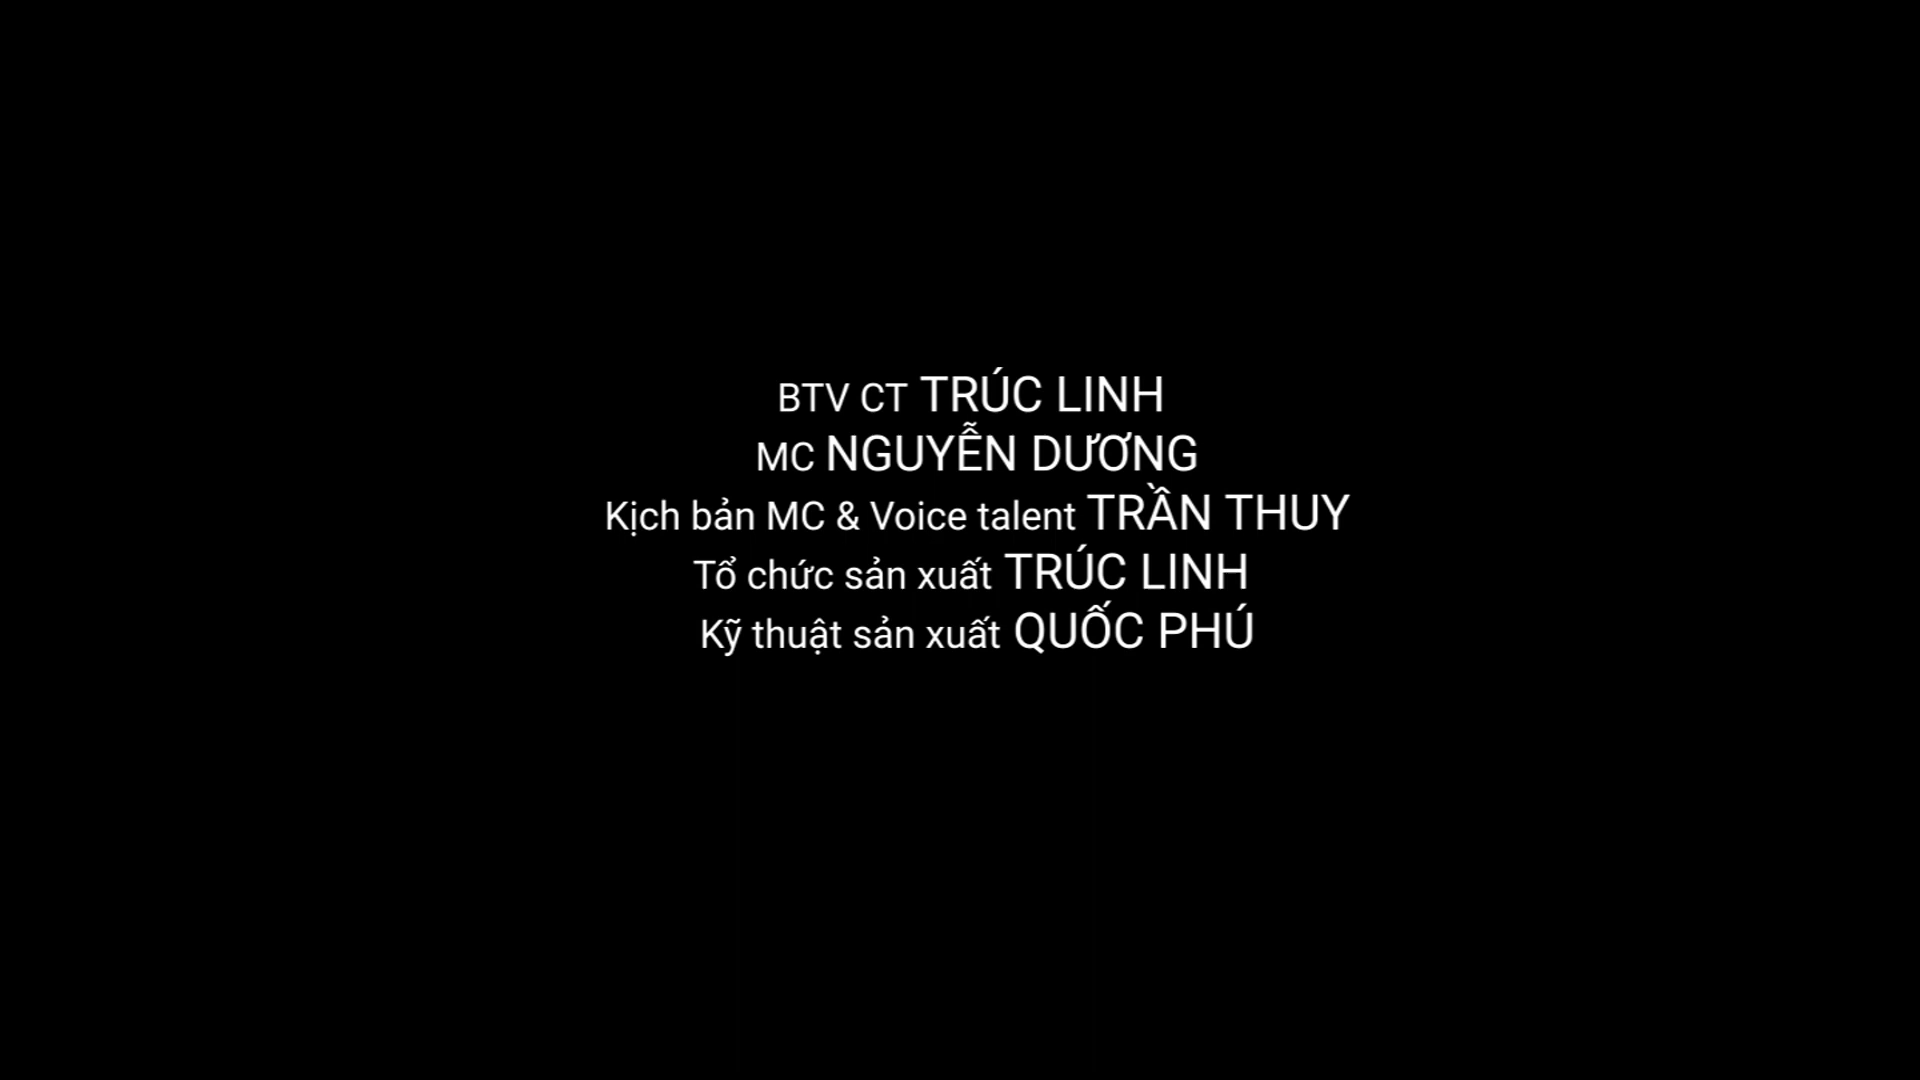 BTV CT TRÚC LINH
MC NGUYỄN DƯƠNG
Kịch bản MC & Voice talent TRẦN THUY
Tổ chức sản xuất TRÚC LINH
Kỹ thuật sản xuất QUỐC PHÚ